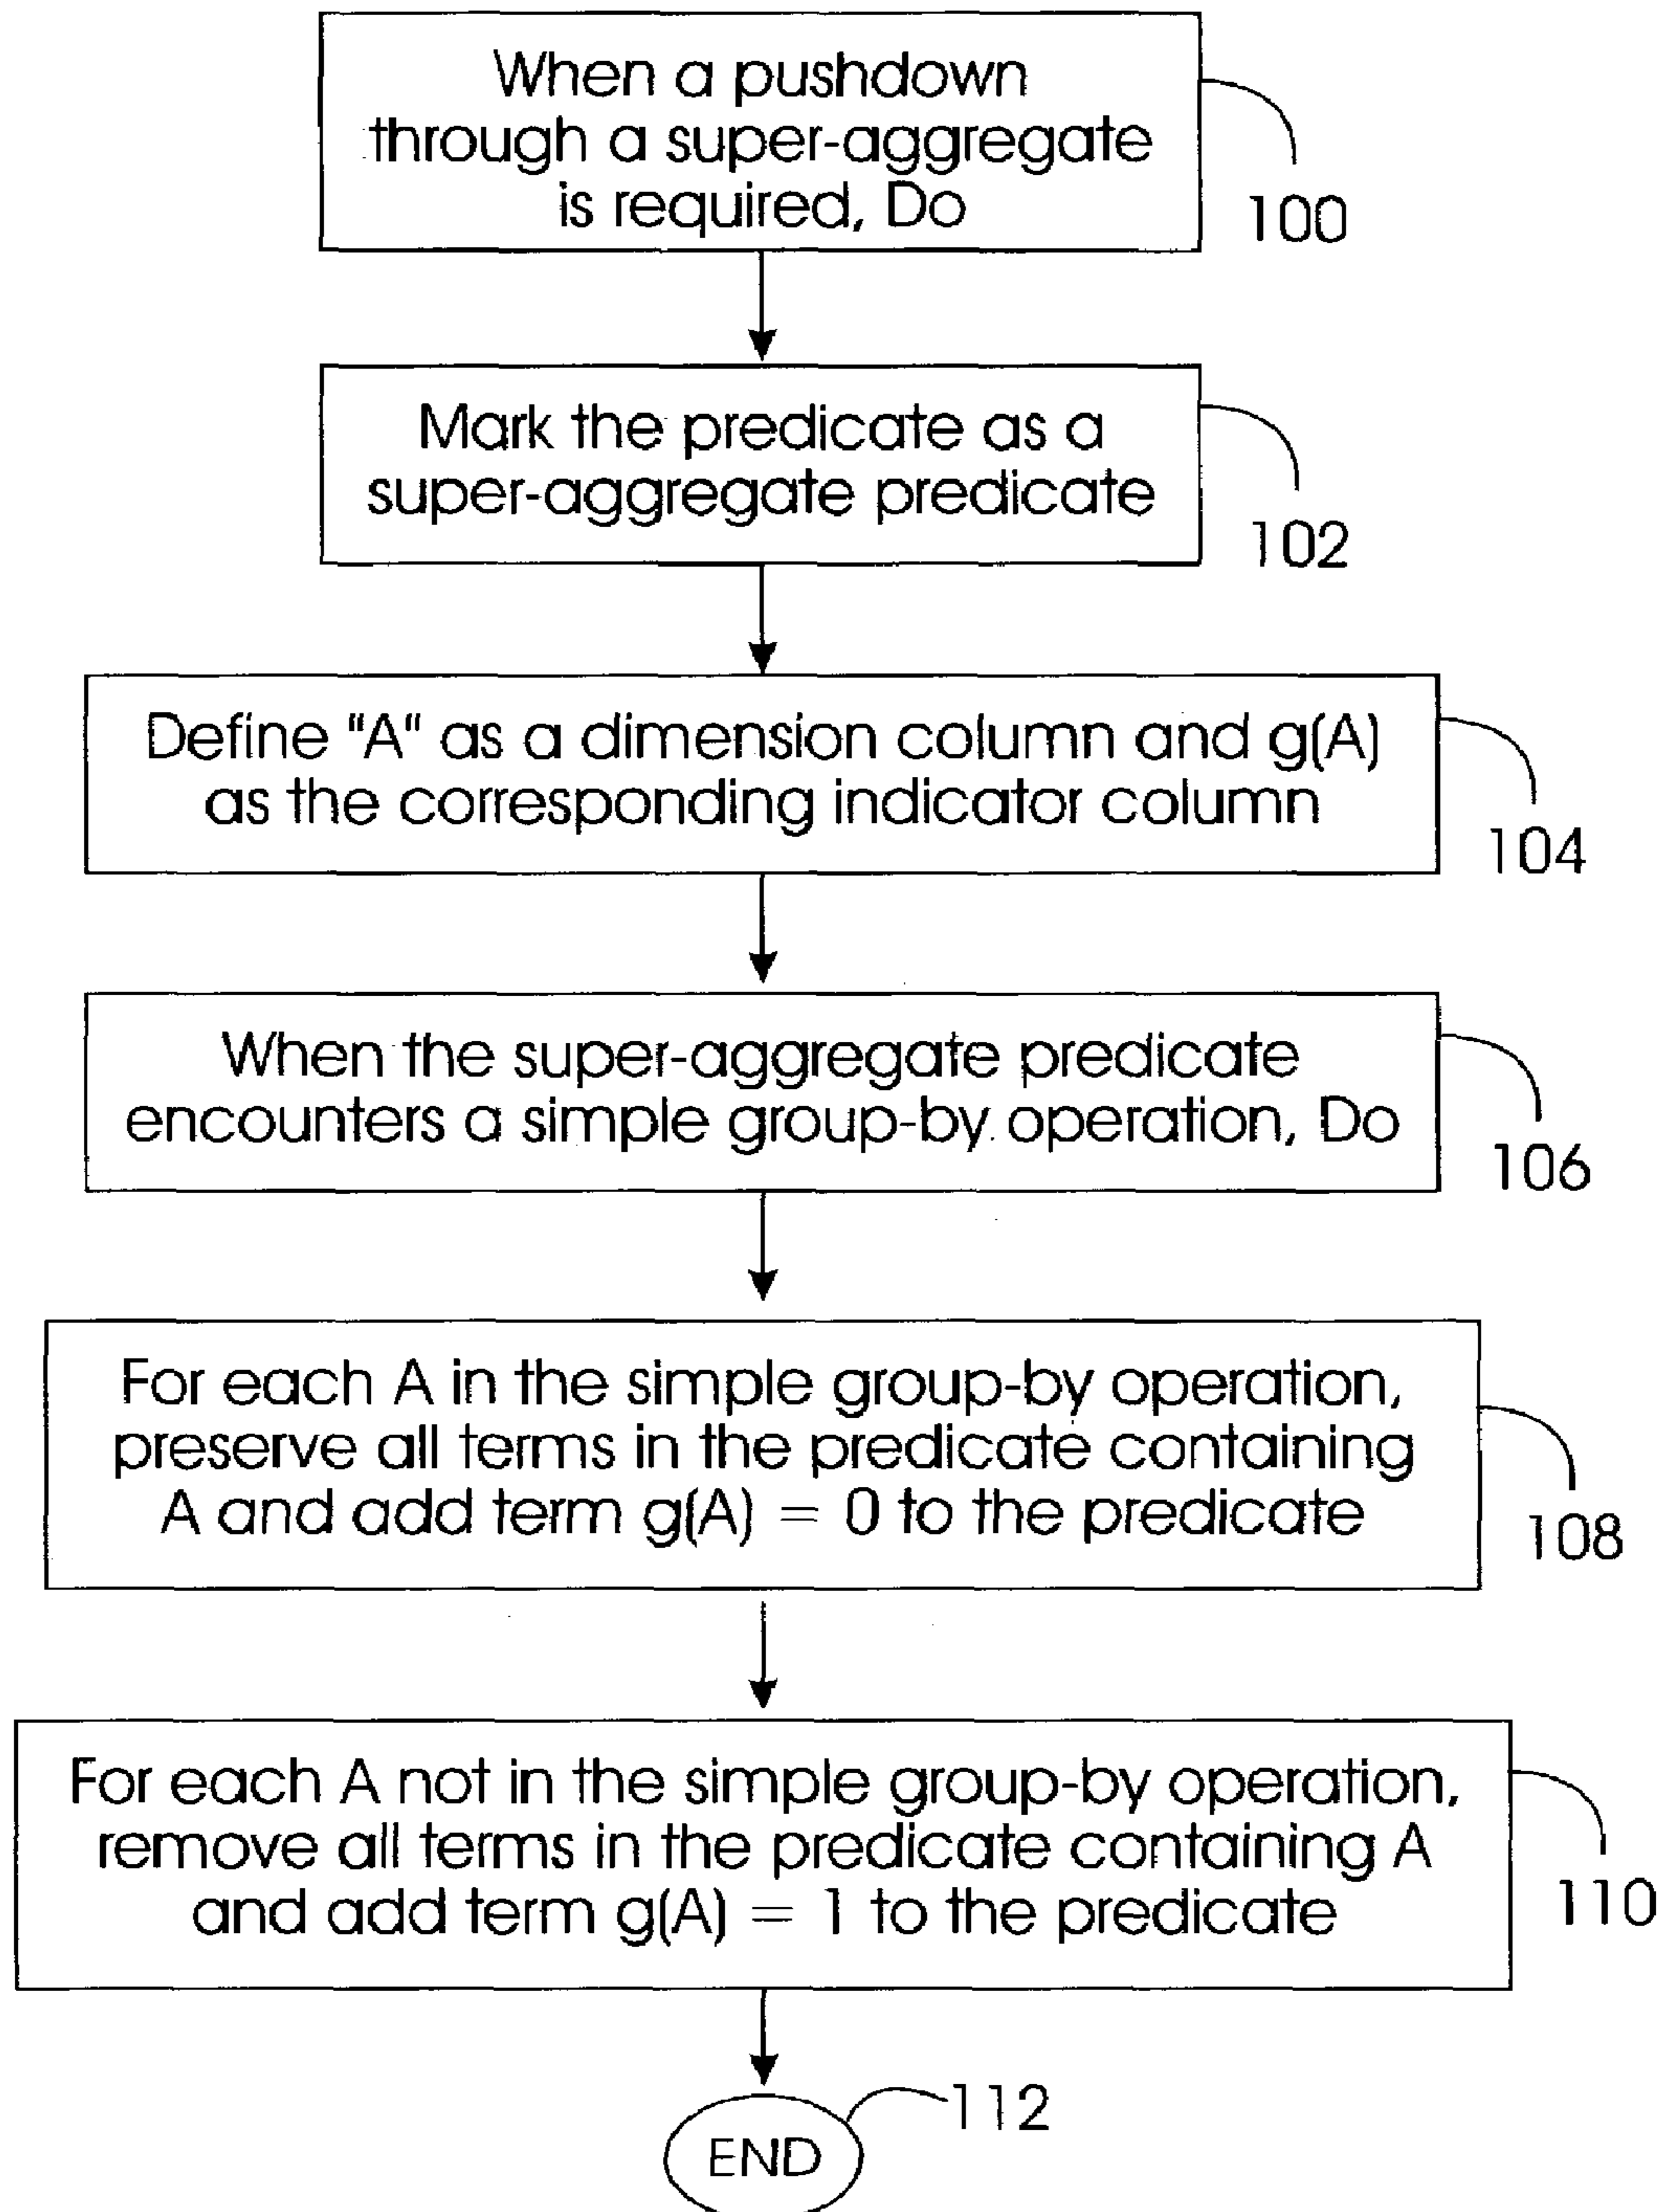 When a pushdown
through a super-aggregate
is required, Do
100
Mark the predicate as a
super-aggregate predicate
102
Define "A" as a dimension column and g(A)
as the corresponding indicator column
104
When the super-aggregate predicate
encounters a simple group-by operation, Do
106
For each A in the simple group-by operation,
preserve all terms in the predicate containing
A and add term g(A) = 0 to the predicate
108
For each A not in the simple group-by operation,
remove all terms in the predicate containing A
and add term g(A) = 1 to the predicate
110
112
END